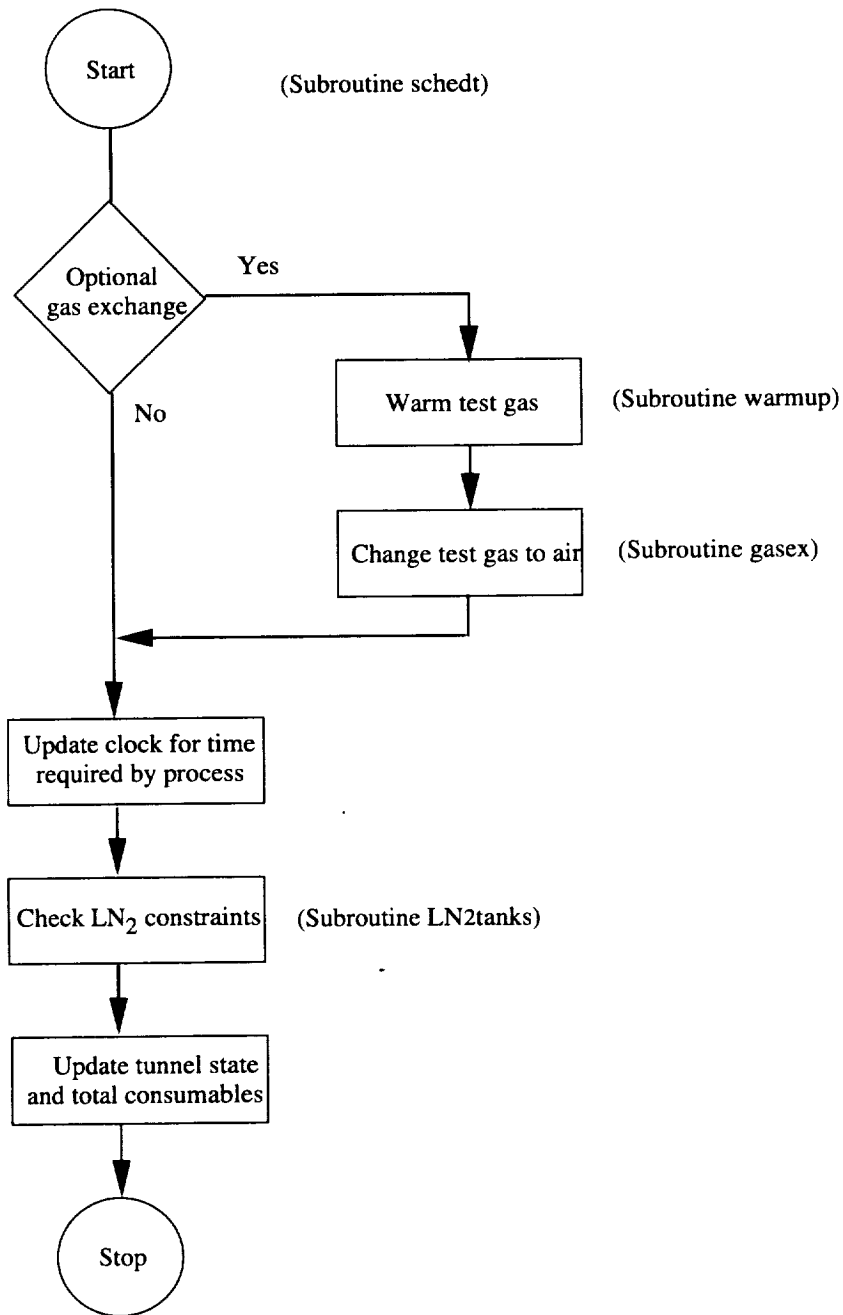 Start
(Subroutine schedt)
Optional
gas exchange
Yes
No
Warm test gas
(Subroutine warmup)
Change test gas to air
(Subroutine gasex)
Update clock for time
required by process
Check LN₂ constraints
(Subroutine LN2tanks)
Update tunnel state
and total consumables
Stop